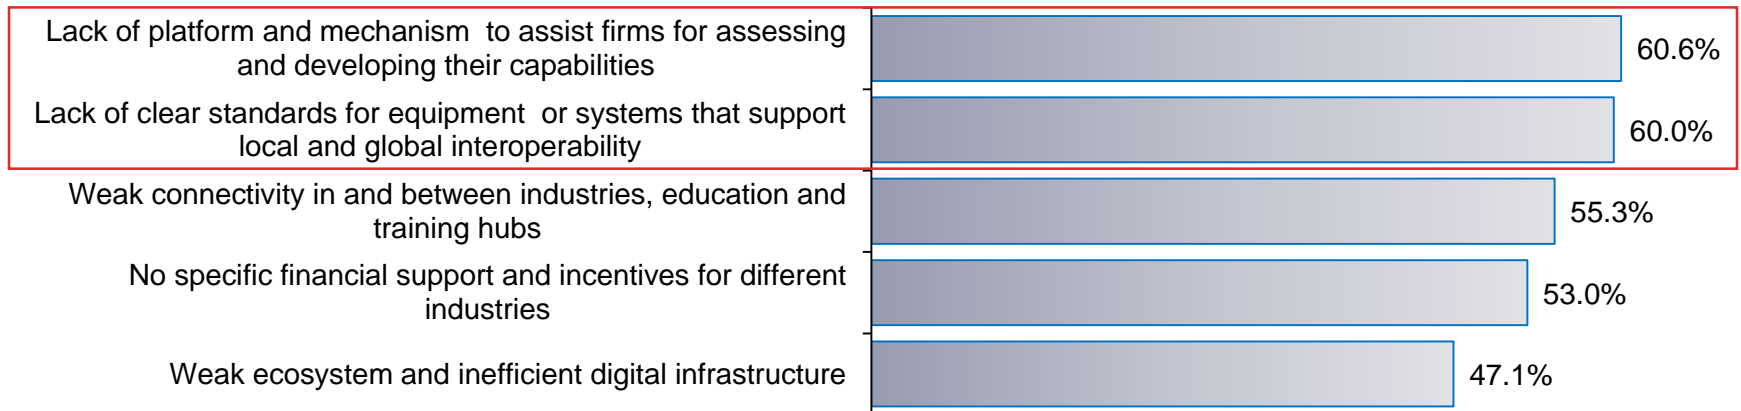 Lack of platform and mechanism  to assist firms for assessing
and developing their capabilities
60.6%
Lack of clear standards for equipment  or systems that support
local and global interoperability
60.0%
Weak connectivity in and between industries, education and
training hubs
55.3%
No specific financial support and incentives for different
industries
53.0%
Weak ecosystem and inefficient digital infrastructure
47.1%